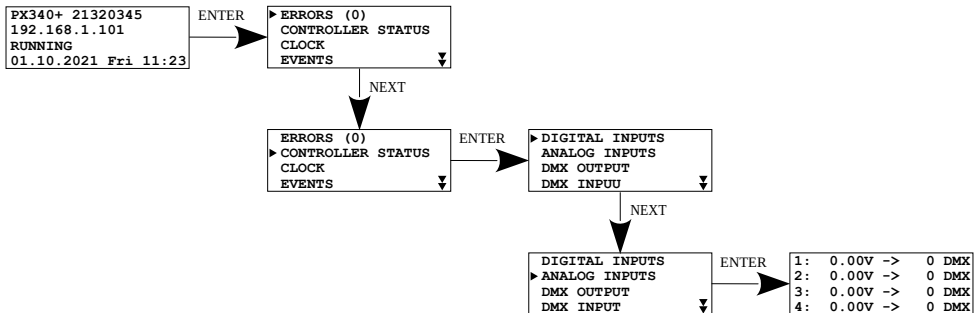 PX340+ 21320345
192.168.1.101
RUNNING
01.10.2021 Fri 11:23
ENTER
ERRORS (0)
CONTROLLER STATUS
CLOCK
EVENTS
NEXT
ERRORS (0)
CONTROLLER STATUS
CLOCK
EVENTS
ENTER
DIGITAL INPUTS
ANALOG INPUTS
DMX OUTPUT
DMX INPUU
NEXT
DIGITAL INPUTS
ANALOG INPUTS
DMX OUTPUT
DMX INPUT
ENTER
1: 0.00V -> 0 DMX
2: 0.00V -> 0 DMX
3: 0.00V -> 0 DMX
4: 0.00V -> 0 DMX